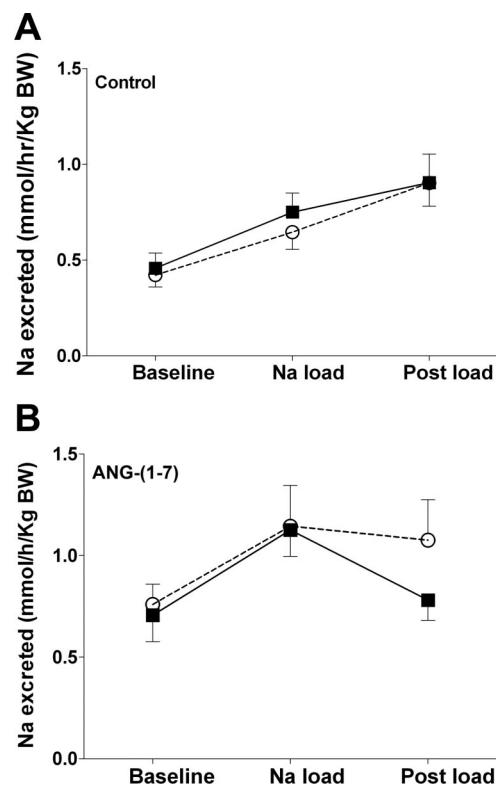 A
Control
Na excreted (mmol/hr/Kg BW)
1.5
1.0
0.5
0.0
Baseline Na load Post load
B
ANG-(1-7)
Na excreted (mmol/h/Kg BW)
1.5
1.0
0.5
0.0
Baseline Na load Post load